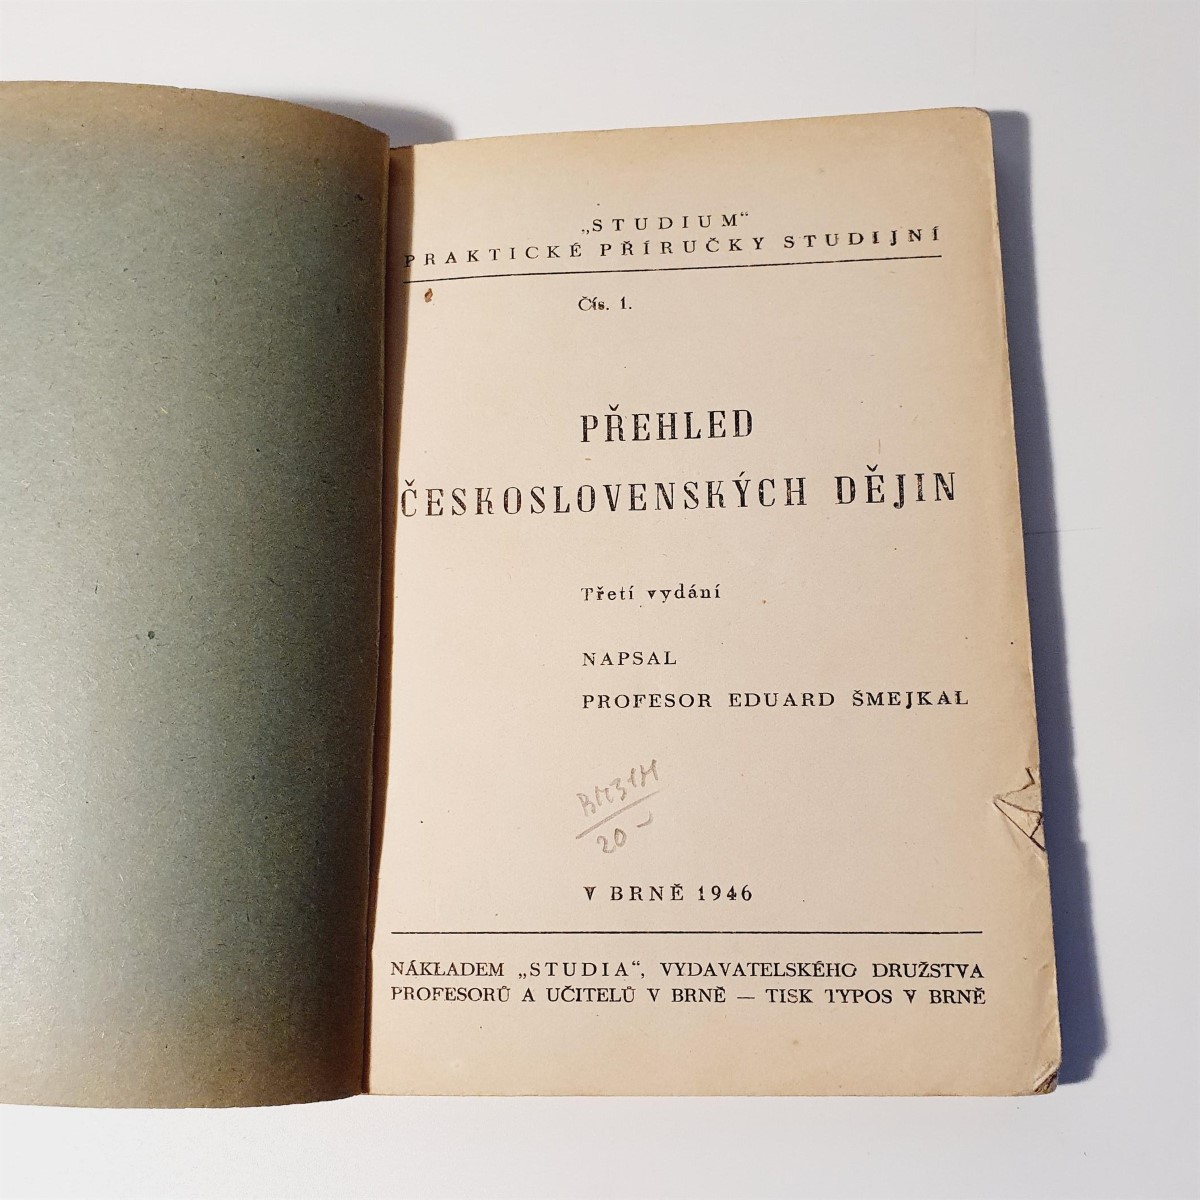 „STUDIUM“
PRAKTICKÉ PŘÍRUČKY STUDIJNÍ
Čís. 1.
PŘEHLED
ČESKOSLOVENSKÝCH DĚJIN
Třetí vydání
NAPSAL
PROFESOR EDUARD ŠMEJKAL
20 –
V BRNĚ 1946
NÁKLADEM „STUDIA“, VYDAVATELSKÉHO DRUŽSTVA
PROFESORŮ A UČITELŮ V BRNĚ — TISK TYPOS V BRNĚ